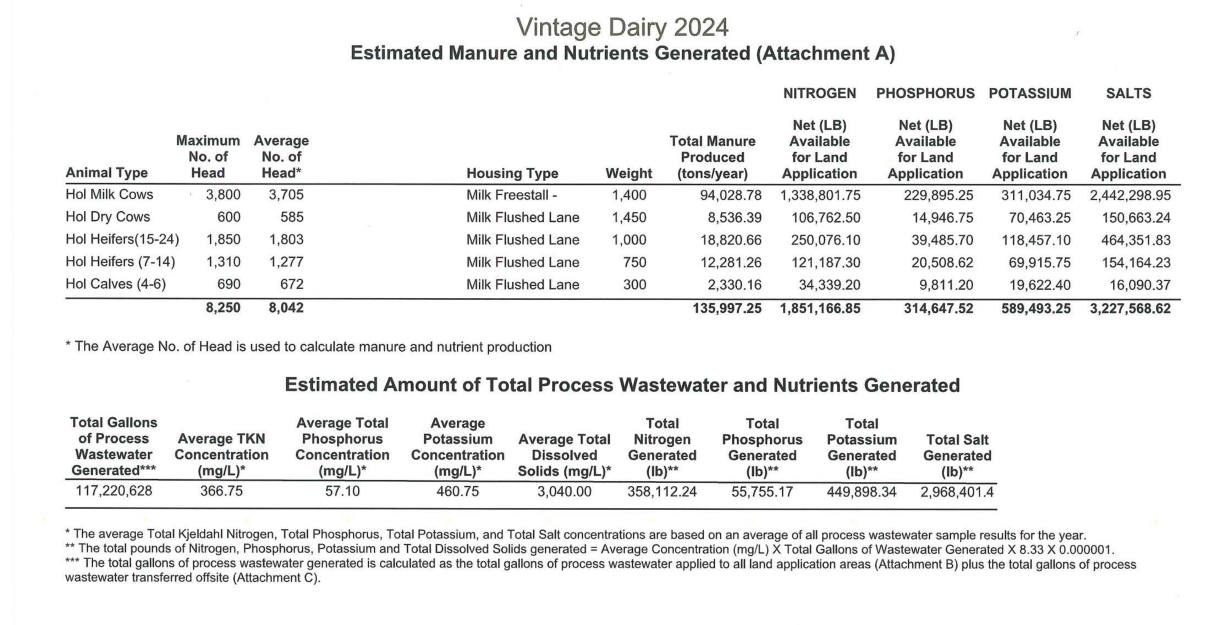 Vintage Dairy 2024
Estimated Manure and Nutrients Generated (Attachment A)
NITROGEN PHOSPHORUS POTASSIUM SALTS
Animal Type Maximum No. of Head Average No. of Head* Housing Type Weight Total Manure Produced (tons/year) Net (LB) Available for Land Application Net (LB) Available for Land Application Net (LB) Available for Land Application Net (LB) Available for Land Application
Hol Milk Cows 3,800 3,705 Milk Freestall - 1,400 94,028.78 1,338,801.75 229,895.25 311,034.75 2,442,298.95
Hol Dry Cows 600 585 Milk Flushed Lane 1,450 8,536.39 106,762.50 14,946.75 70,463.25 150,663.24
Hol Heifers(15-24) 1,850 1,803 Milk Flushed Lane 1,000 18,820.66 250,076.10 39,485.70 118,457.10 464,351.83
Hol Heifers (7-14) 1,310 1,277 Milk Flushed Lane 750 12,281.26 121,187.30 20,508.62 69,915.75 154,164.23
Hol Calves (4-6) 690 672 Milk Flushed Lane 300 2,330.16 34,339.20 9,811.20 19,622.40 16,090.37
8,250 8,042 135,997.25 1,851,166.85 314,647.52 589,493.25 3,227,568.62
* The Average No. of Head is used to calculate manure and nutrient production
Estimated Amount of Total Process Wastewater and Nutrients Generated
Total Gallons of Process Wastewater Generated*** Average TKN Concentration (mg/L)* Average Total Phosphorus Concentration (mg/L)* Average Potassium Concentration (mg/L)* Average Total Dissolved Solids (mg/L)* Total Nitrogen Generated (lb)** Total Phosphorus Generated (lb)** Total Potassium Generated (lb)** Total Salt Generated (lb)**
117,220,628 366.75 57.10 460.75 3,040.00 358,112.24 55,755.17 449,898.34 2,968,401.4
* The average Total Kjeldahl Nitrogen, Total Phosphorus, Total Potassium, and Total Salt concentrations are based on an average of all process wastewater sample results for the year.
** The total pounds of Nitrogen, Phosphorus, Potassium and Total Dissolved Solids generated = Average Concentration (mg/L) X Total Gallons of Wastewater Generated X 8.33 X 0.000001.
*** The total gallons of process wastewater generated is calculated as the total gallons of process wastewater applied to all land application areas (Attachment B) plus the total gallons of process
wastewater transferred offsite (Attachment C).